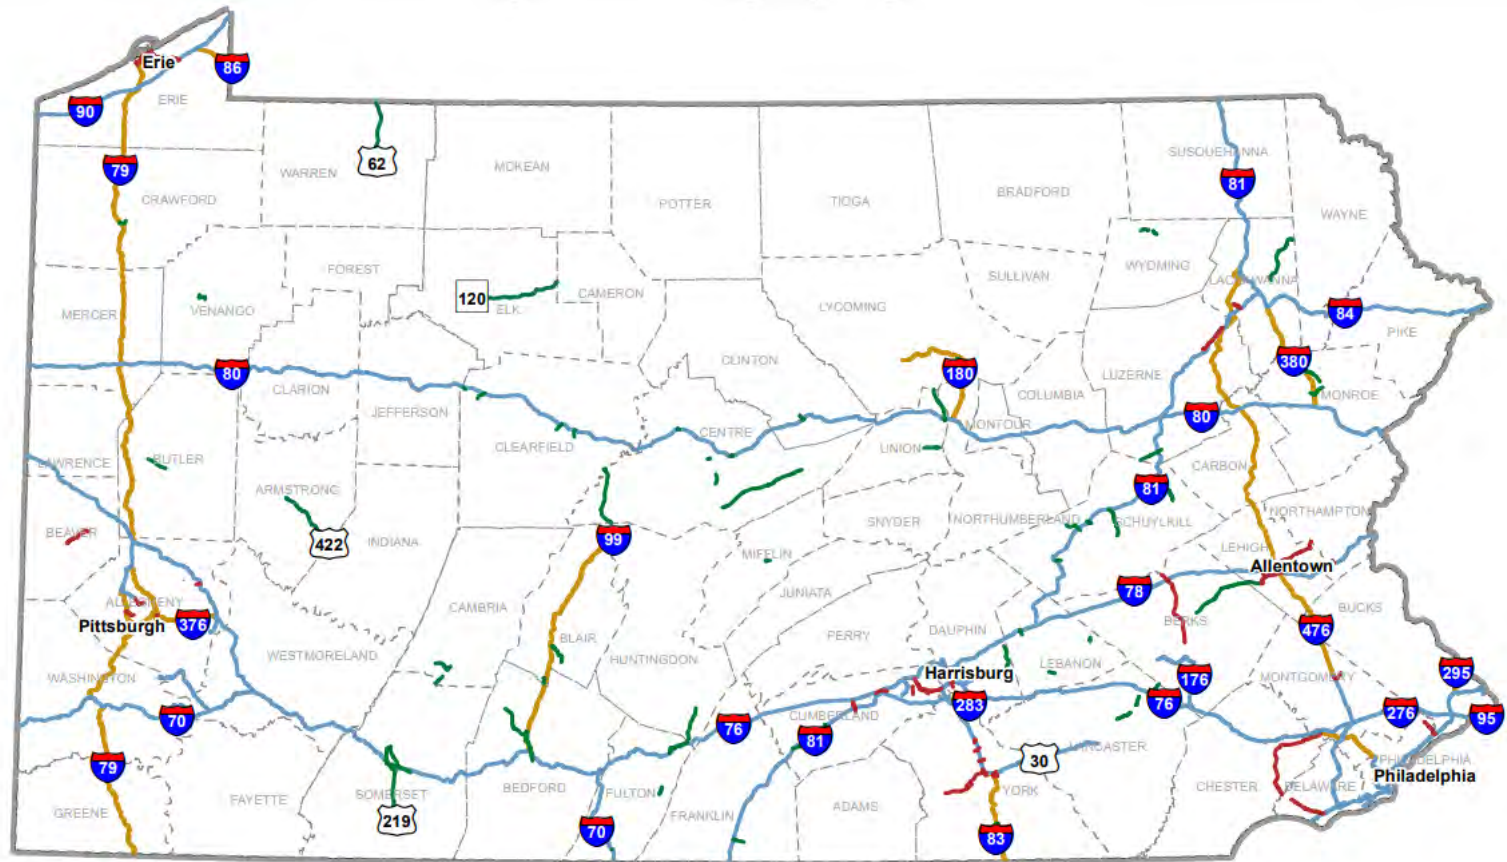 Erie
86
90
ERIE
62
79
WARREN
MCKEAN
SUSQUEHANNA
81
CRAWFORD
POTTER
TIOGA
BRADFORD
WAYNE
FOREST
SULLIVAN
WYOMING
LACKAWANNA
120
ELK
CAMERON
MERCER
VENANGO
LYCOMING
84
PIKE
80
CLINTON
180
LUZERNE
380
CLARION
JEFFERSON
COLUMBIA
MONROE
80
MONTOUR
CENTRE
CLEARFIELD
UNION
LAWRENCE
BUTLER
CARBON
ARMSTRONG
81
BEAVER
422
INDIANA
99
SNYDER
NORTHUMBERLAND
SCHUYLKILL
NORTHAMPTON
MIFFLIN
LEHIGH
Allentown
ALLEGHENY
Pittsburgh
376
CAMBRIA
JUNIATA
78
BUCKS
BERKS
476
BLAIR
PERRY
DAUPHIN
WESTMORELAND
HUNTINGDON
LEBANON
Harrisburg
WASHINGTON
176
MONTGOMERY
295
70
283
76
76
CUMBERLAND
276
95
81
LANCASTER
79
30
PHILADELPHIA
Philadelphia
SOMERSET
BEDFORD
FULTON
YORK
CHESTER
DELAWARE
GREENE
FAYETTE
219
70
FRANKLIN
ADAMS
83